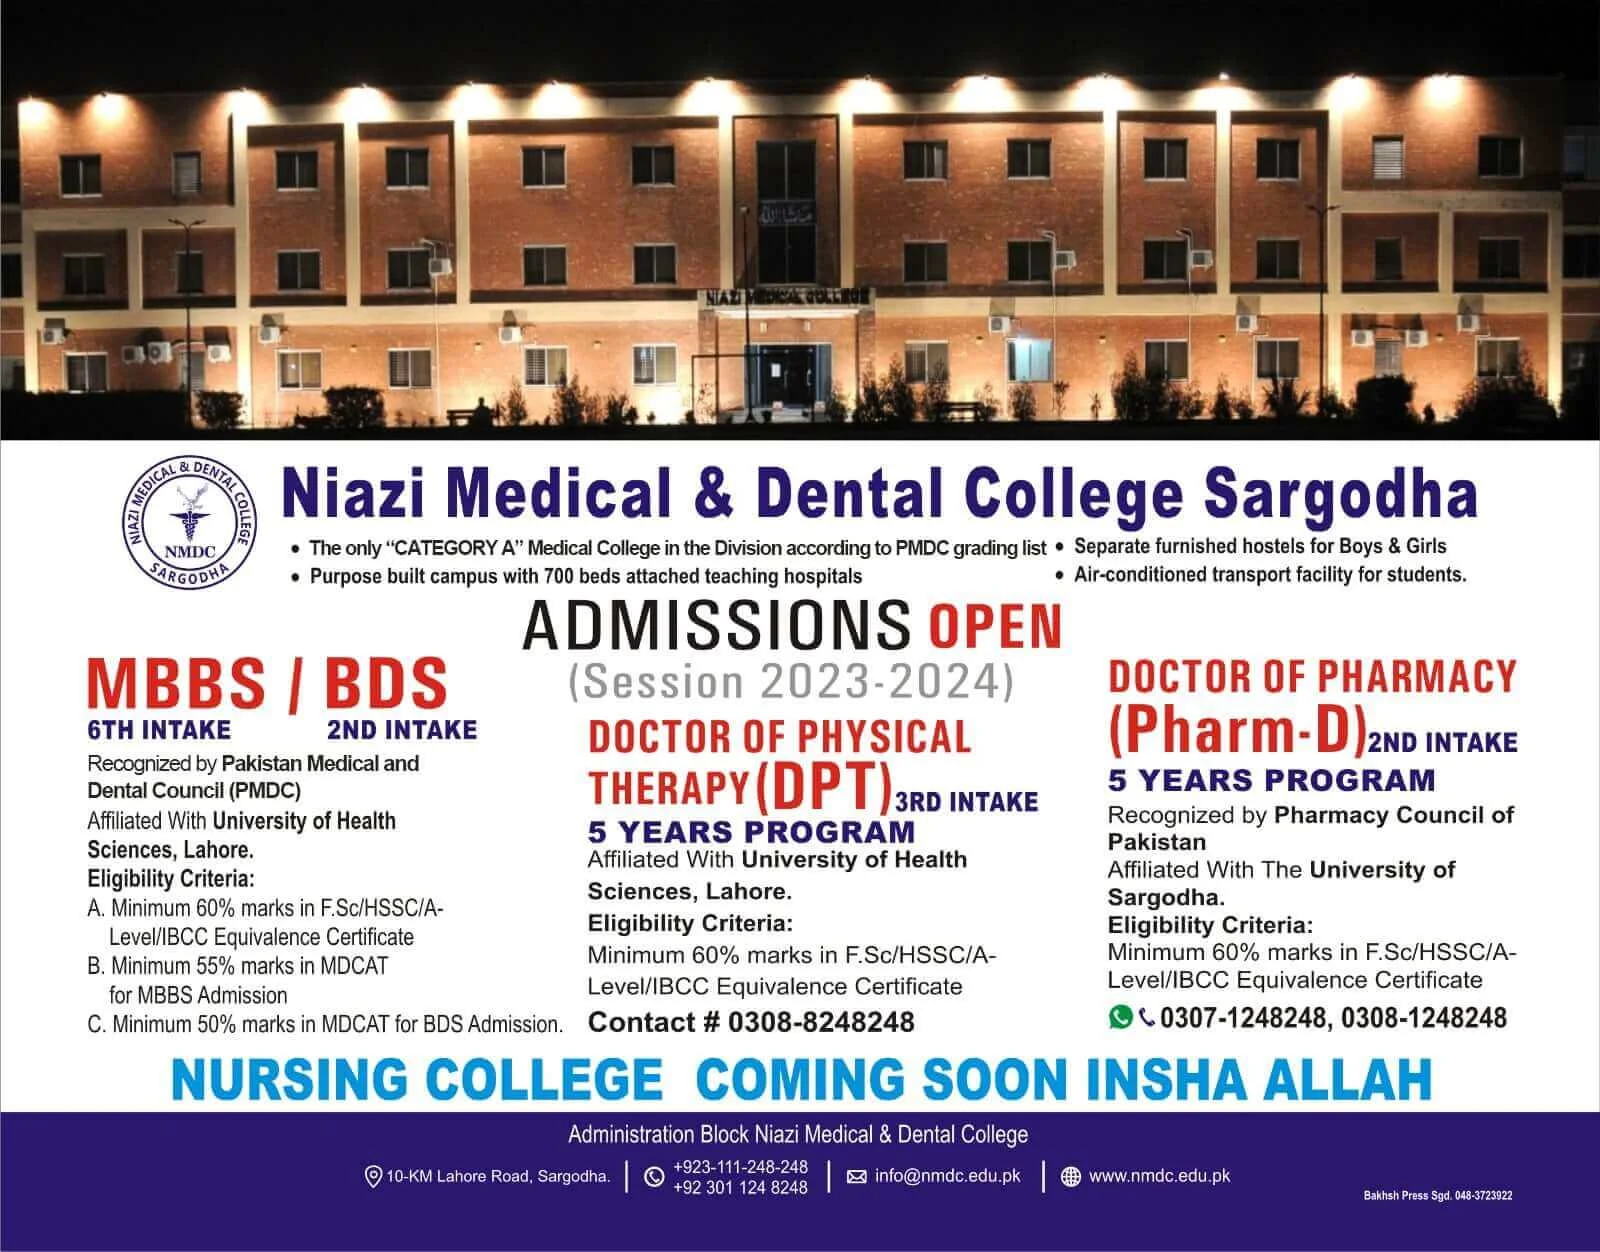 ماشاءاللہ
NIAZI MEDICAL COLLEGE
NIAZI MEDICAL & DENTAL COLLEGE
NMDC
SARGODHA
Niazi Medical & Dental College Sargodha
• The only “CATEGORY A” Medical College in the Division according to PMDC grading list
• Purpose built campus with 700 beds attached teaching hospitals
• Separate furnished hostels for Boys & Girls
• Air-conditioned transport facility for students.
ADMISSIONS OPEN
(Session 2023-2024)
MBBS / BDS
6TH INTAKE 2ND INTAKE
Recognized by Pakistan Medical and
Dental Council (PMDC)
Affiliated With University of Health
Sciences, Lahore.
Eligibility Criteria:
A. Minimum 60% marks in F.Sc/HSSC/A-
Level/IBCC Equivalence Certificate
B. Minimum 55% marks in MDCAT
for MBBS Admission
C. Minimum 50% marks in MDCAT for BDS Admission.
DOCTOR OF PHYSICAL
THERAPY (DPT) 3RD INTAKE
5 YEARS PROGRAM
Affiliated With University of Health
Sciences, Lahore.
Eligibility Criteria:
Minimum 60% marks in F.Sc/HSSC/A-
Level/IBCC Equivalence Certificate
Contact # 0308-8248248
DOCTOR OF PHARMACY
(Pharm-D) 2ND INTAKE
5 YEARS PROGRAM
Recognized by Pharmacy Council of
Pakistan
Affiliated With The University of
Sargodha.
Eligibility Criteria:
Minimum 60% marks in F.Sc/HSSC/A-
Level/IBCC Equivalence Certificate
0307-1248248, 0308-1248248
NURSING COLLEGE COMING SOON INSHA ALLAH
Administration Block Niazi Medical & Dental College
10-KM Lahore Road, Sargodha.
+923-111-248-248
+92 301 124 8248
info@nmdc.edu.pk
www.nmdc.edu.pk
Bakhsh Press Sgd. 048-3723922